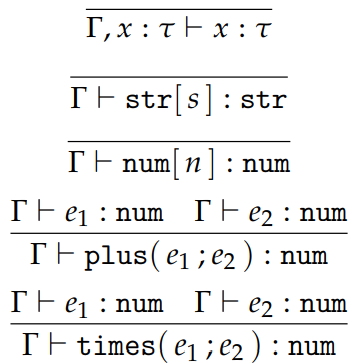 Γ, x : τ ⊢ x : τ
Γ ⊢ str[s] : str
Γ ⊢ num[n] : num
Γ ⊢ e₁ : num Γ ⊢ e₂ : num
Γ ⊢ plus(e₁;e₂) : num
Γ ⊢ e₁ : num Γ ⊢ e₂ : num
Γ ⊢ times(e₁;e₂) : num